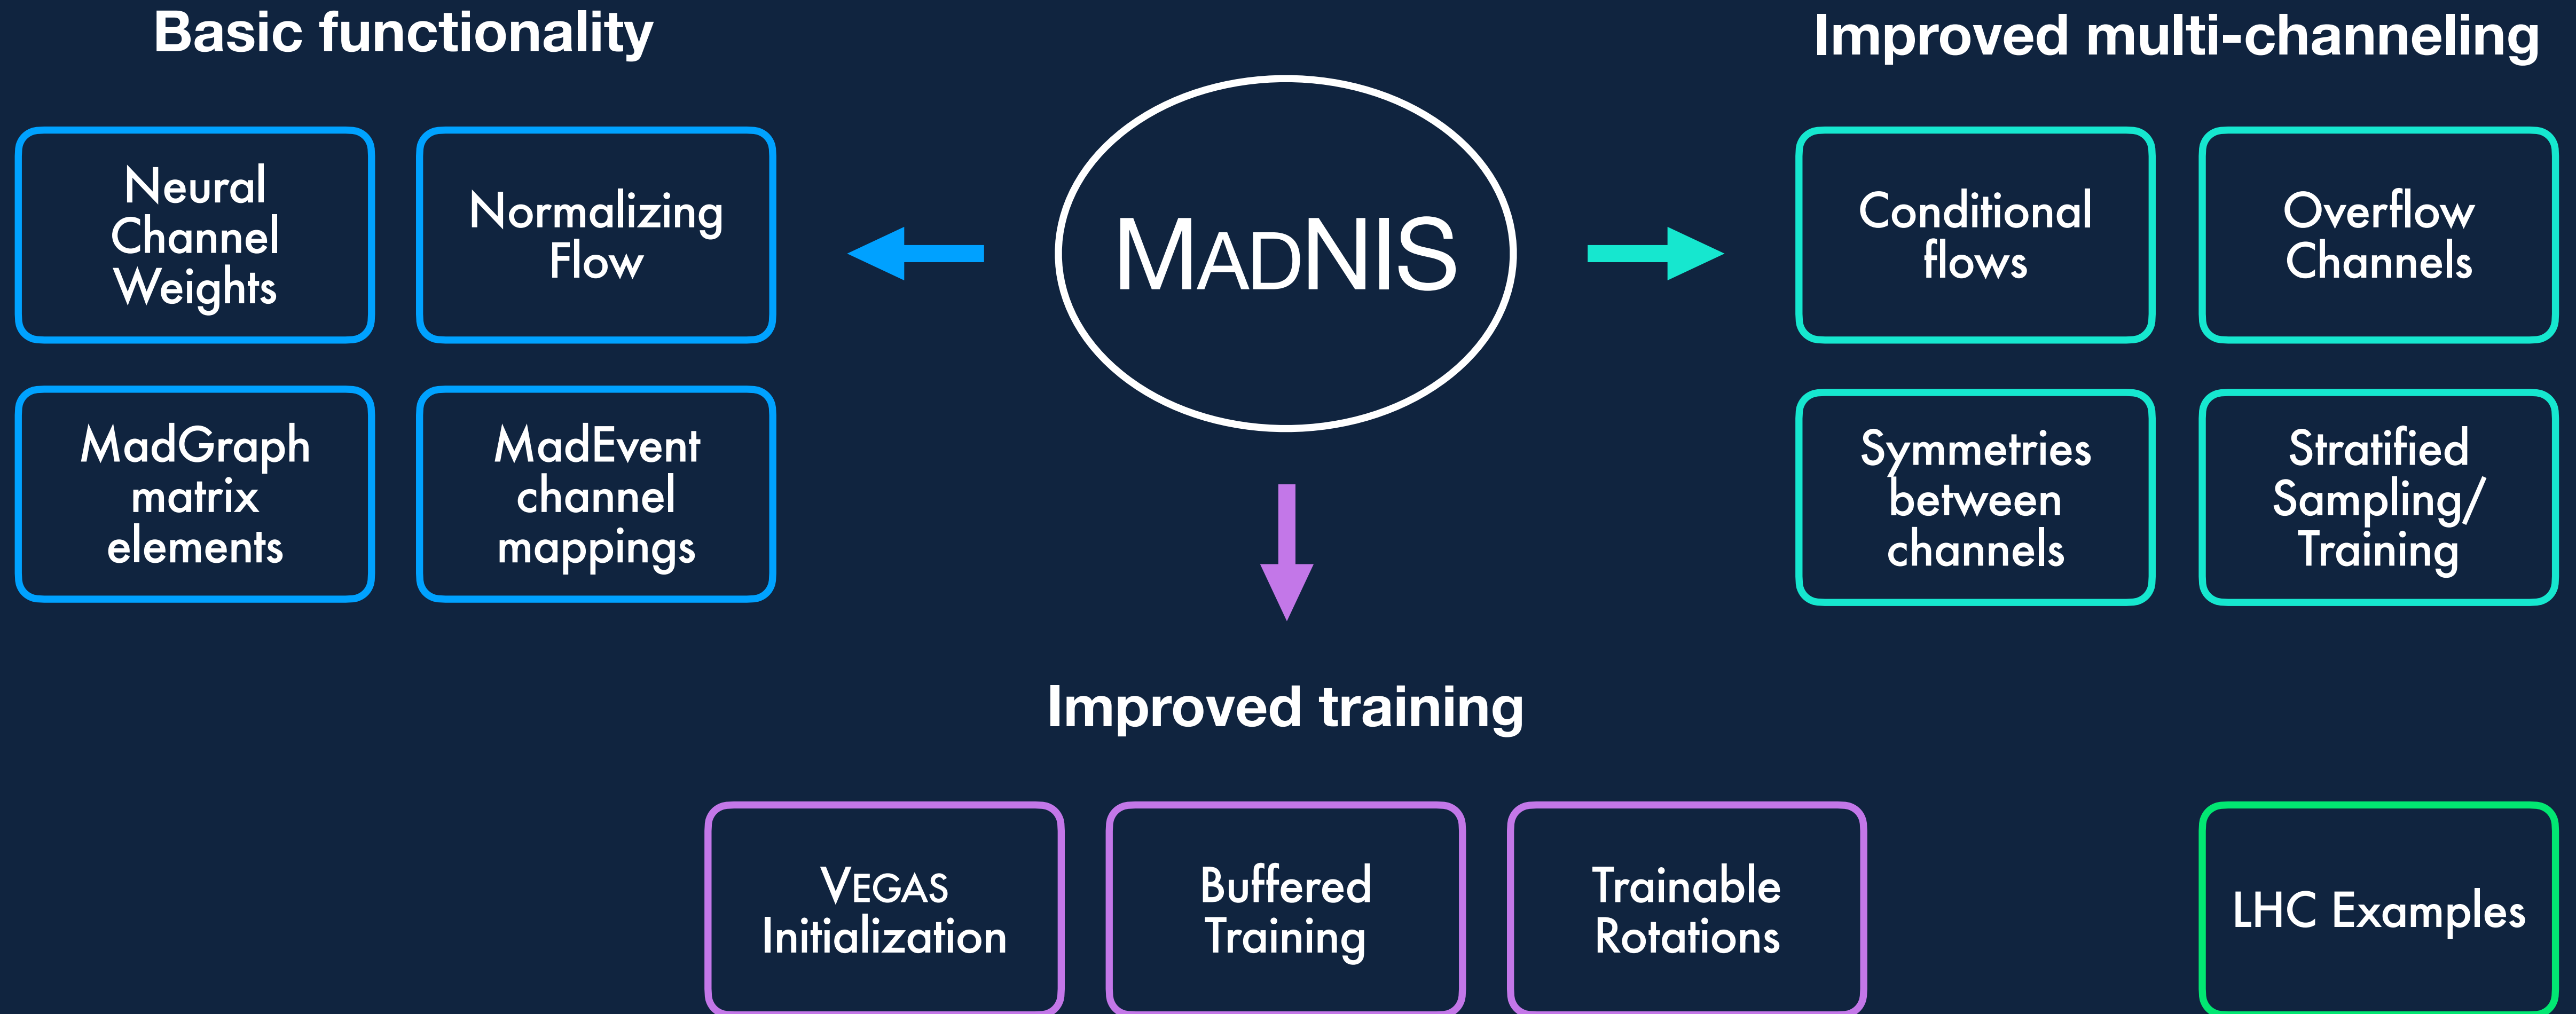 Basic functionality
Neural
Channel
Weights
Normalizing
Flow
MadGraph
matrix
elements
MadEvent
channel
mappings
MADNIS
Improved multi-channeling
Conditional
flows
Overflow
Channels
Symmetries
between
channels
Stratified
Sampling/
Training
Improved training
VEGAS
Initialization
Buffered
Training
Trainable
Rotations
LHC Examples